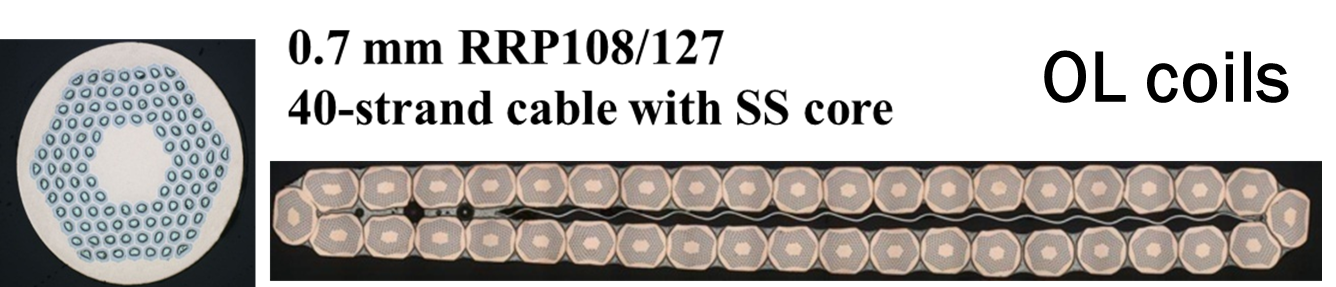 0.7 mm RRP108/127
40-strand cable with SS core
OL coils